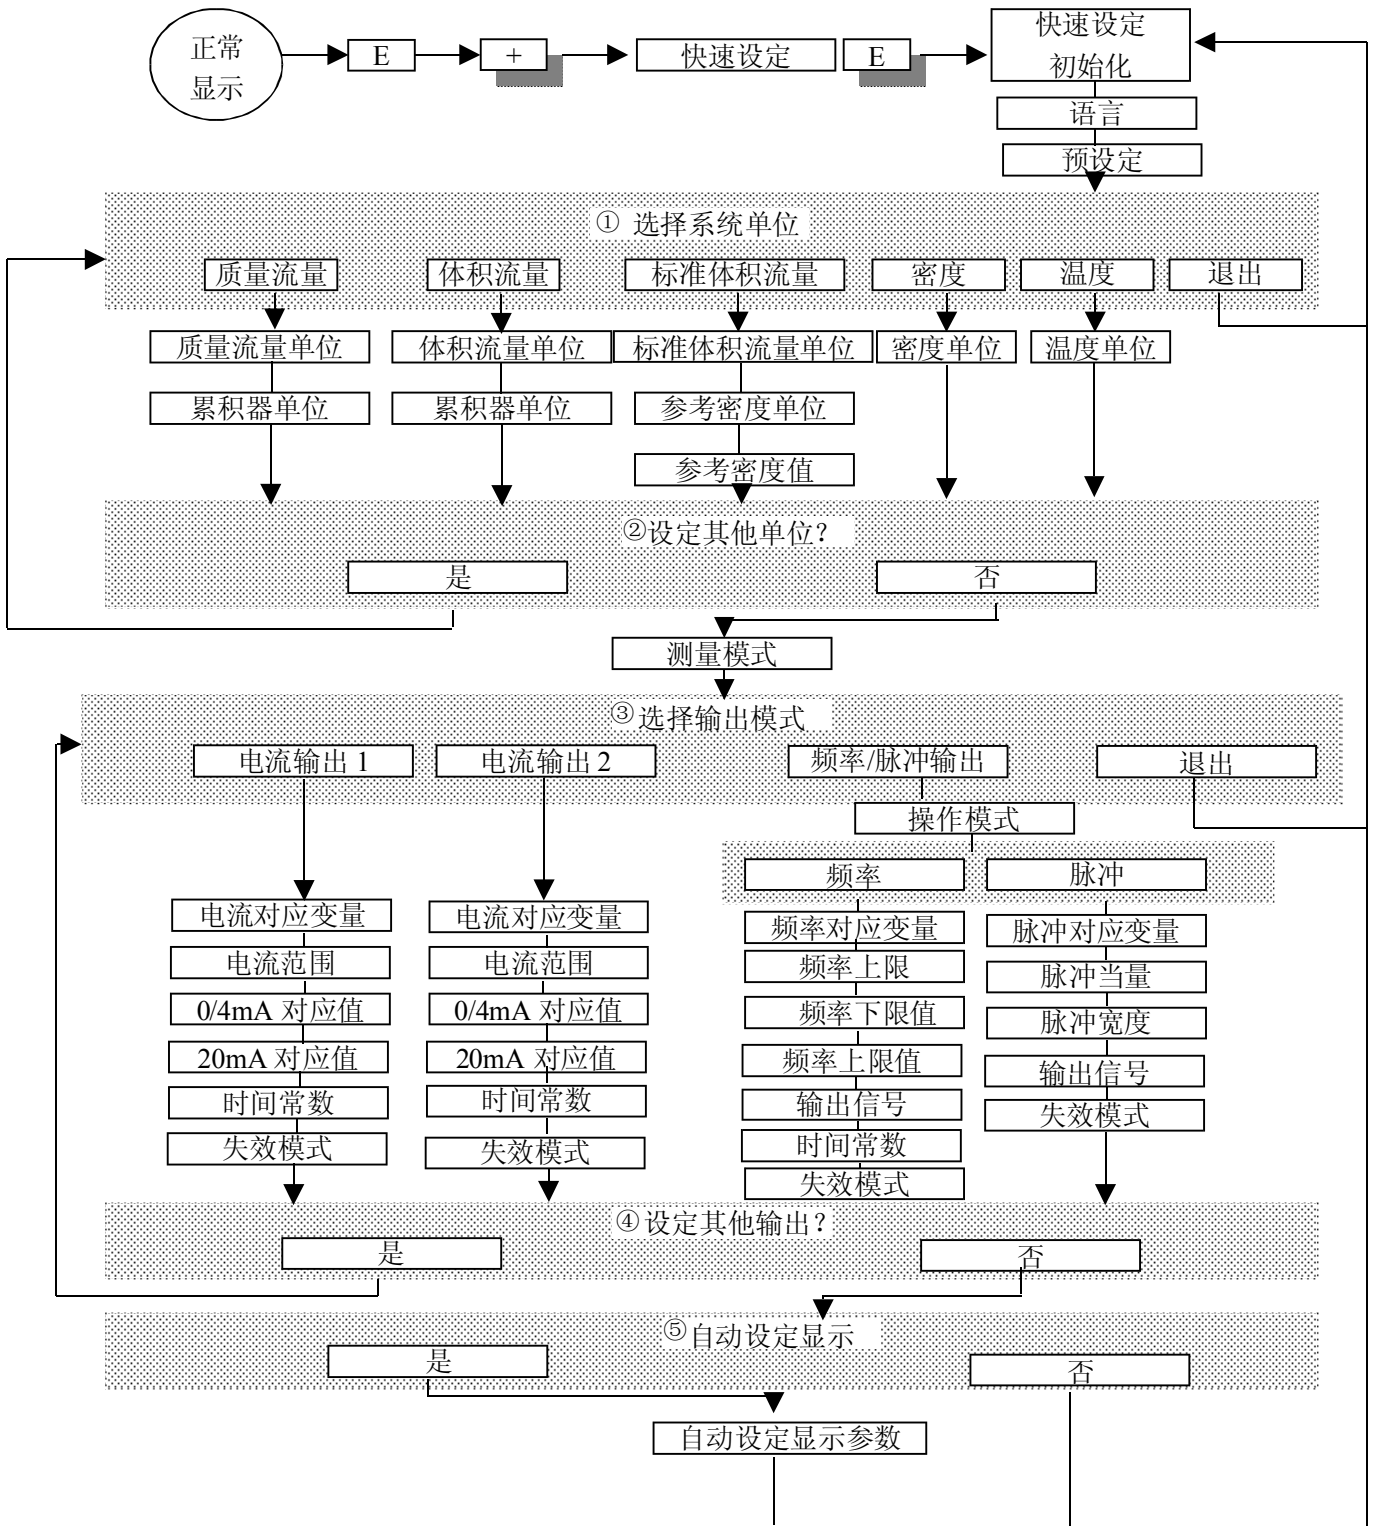 正常
显示
E
+
快速设定
E
快速设定
初始化
语言
预设定
① 选择系统单位
质量流量
体积流量
标准体积流量
密度
温度
退出
质量流量单位
体积流量单位
标准体积流量单位
密度单位
温度单位
累积器单位
累积器单位
参考密度单位
参考密度值
②设定其他单位？
是
否
测量模式
③选择输出模式
电流输出 1
电流输出 2
频率/脉冲输出
退出
操作模式
频率
脉冲
电流对应变量
电流范围
0/4mA 对应值
20mA 对应值
时间常数
失效模式
电流对应变量
电流范围
0/4mA 对应值
20mA 对应值
时间常数
失效模式
频率对应变量
频率上限
频率下限值
频率上限值
输出信号
时间常数
失效模式
脉冲对应变量
脉冲当量
脉冲宽度
输出信号
失效模式
④设定其他输出？
是
否
⑤自动设定显示
是
否
自动设定显示参数